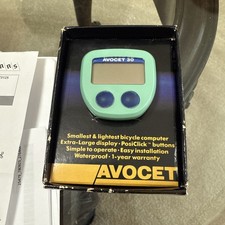 AVOCET 30
Smallest & lightest bicycle computer
Extra-Large display · PosiClick™ buttons
Simple to operate · Easy installation
Waterproof · 1-year warranty
AVOCET